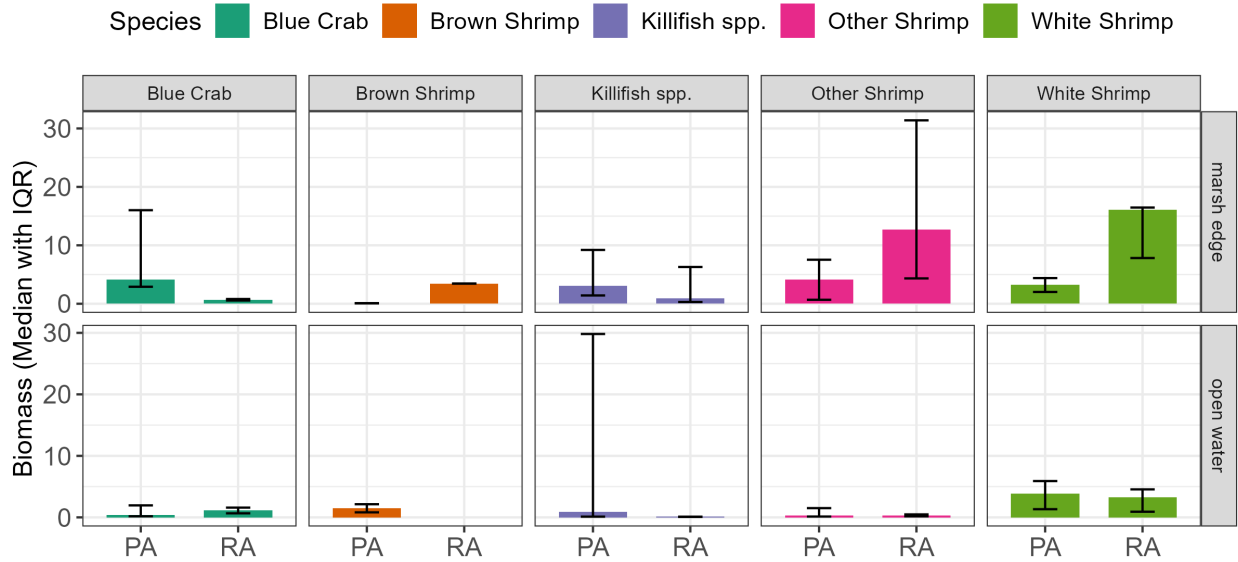 Species Blue Crab Brown Shrimp Killifish spp. Other Shrimp White Shrimp
Blue Crab Brown Shrimp Killifish spp. Other Shrimp White Shrimp
Biomass (Median with IQR)
30
20
10
0
marsh edge
30
20
10
0
open water
PA RA PA RA PA RA PA RA PA RA